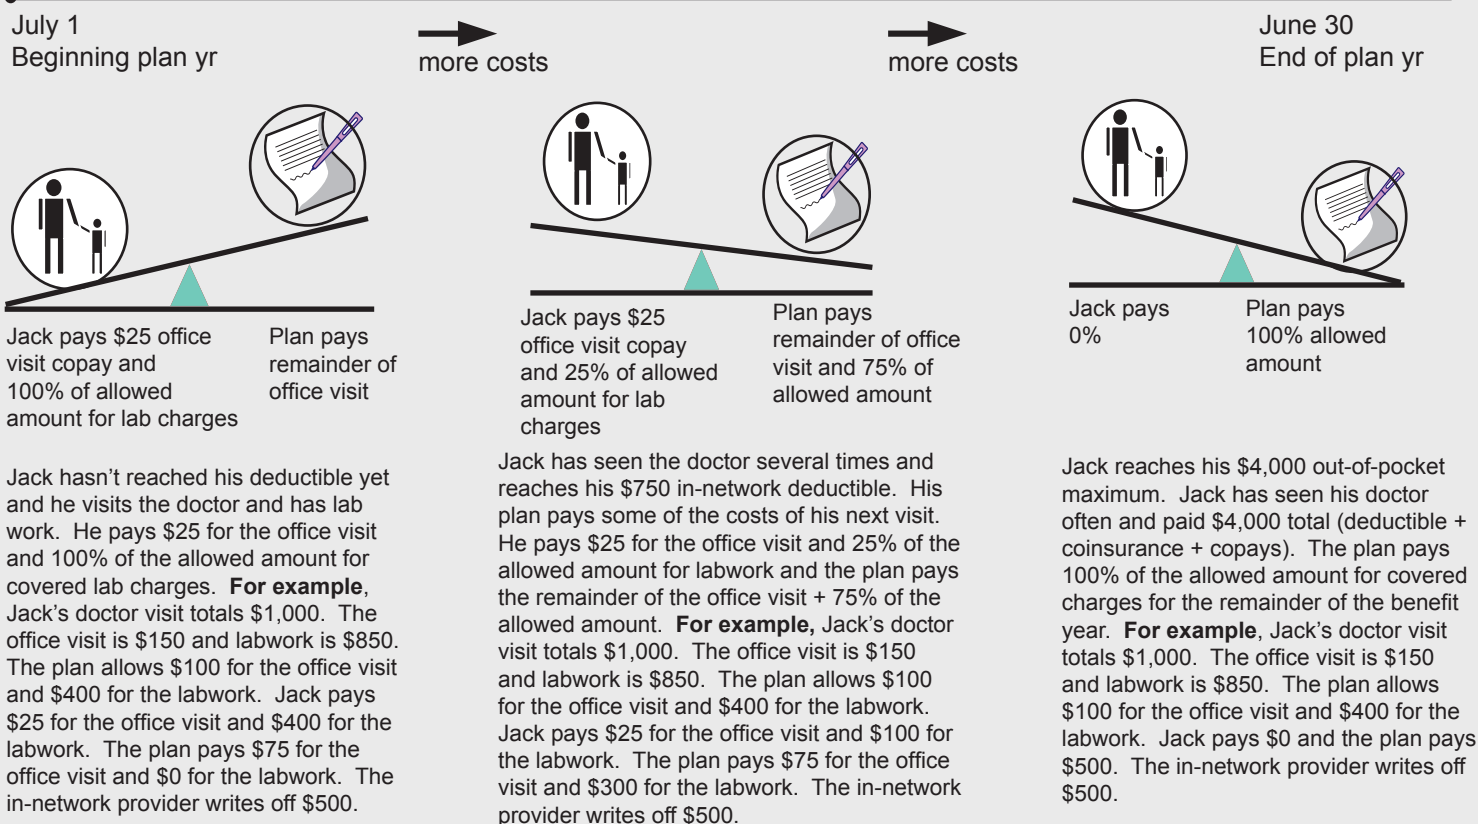 July 1
Beginning plan yr
more costs
more costs
June 30
End of plan yr
Jack pays $25 office
visit copay and
100% of allowed
amount for lab charges
Plan pays
remainder of
office visit
Jack hasn't reached his deductible yet
and he visits the doctor and has lab
work.  He pays $25 for the office visit
and 100% of the allowed amount for
covered lab charges.  For example,
Jack's doctor visit totals $1,000.  The
office visit is $150 and labwork is $850.
The plan allows $100 for the office visit
and $400 for the labwork.  Jack pays
$25 for the office visit and $400 for the
labwork.  The plan pays $75 for the
office visit and $0 for the labwork.  The
in-network provider writes off $500.
Jack pays $25
office visit copay
and 25% of allowed
amount for lab
charges
Plan pays
remainder of office
visit and 75% of
allowed amount
Jack has seen the doctor several times and
reaches his $750 in-network deductible.  His
plan pays some of the costs of his next visit.
He pays $25 for the office visit and 25% of the
allowed amount for labwork and the plan pays
the remainder of the office visit + 75% of the
allowed amount.  For example, Jack's doctor
visit totals $1,000.  The office visit is $150
and labwork is $850.  The plan allows $100
for the office visit and $400 for the labwork.
Jack pays $25 for the office visit and $100 for
the labwork.  The plan pays $75 for the office
visit and $300 for the labwork.  The in-network
provider writes off $500.
Jack pays
0%
Plan pays
100% allowed
amount
Jack reaches his $4,000 out-of-pocket
maximum.  Jack has seen his doctor
often and paid $4,000 total (deductible +
coinsurance + copays).  The plan pays
100% of the allowed amount for covered
charges for the remainder of the benefit
year.  For example, Jack's doctor visit
totals $1,000.  The office visit is $150
and labwork is $850.  The plan allows
$100 for the office visit and $400 for the
labwork.  Jack pays $0 and the plan pays
$500.  The in-network provider writes off
$500.